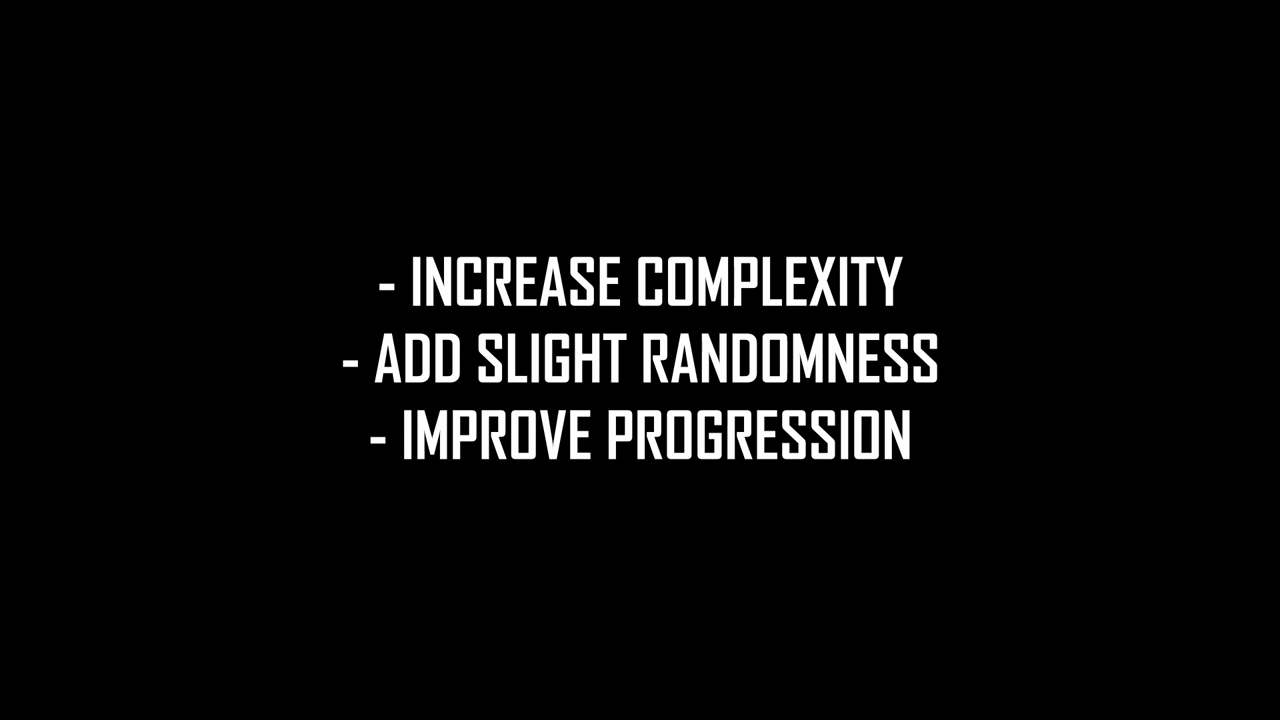 - INCREASE COMPLEXITY
- ADD SLIGHT RANDOMNESS
- IMPROVE PROGRESSION